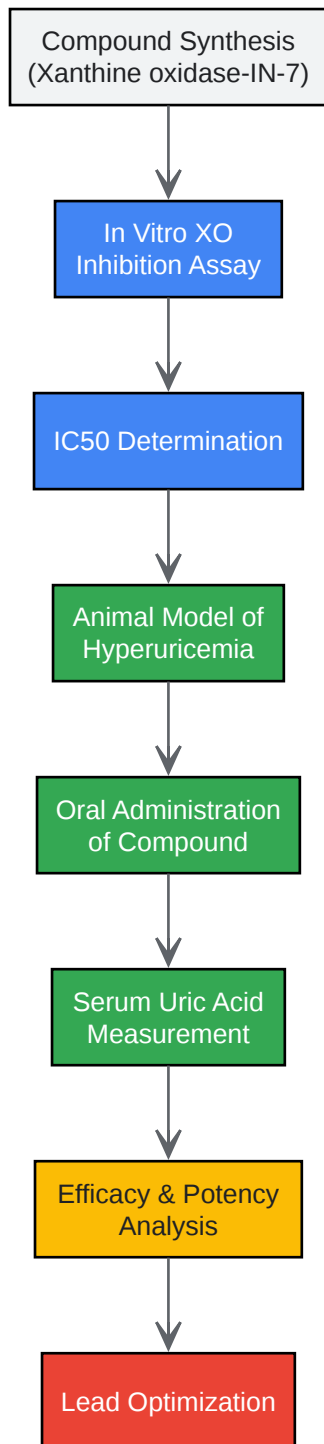 Compound Synthesis
(Xanthine oxidase-IN-7)
In Vitro XO
Inhibition Assay
IC50 Determination
Animal Model of
Hyperuricemia
Oral Administration
of Compound
Serum Uric Acid
Measurement
Efficacy & Potency
Analysis
Lead Optimization